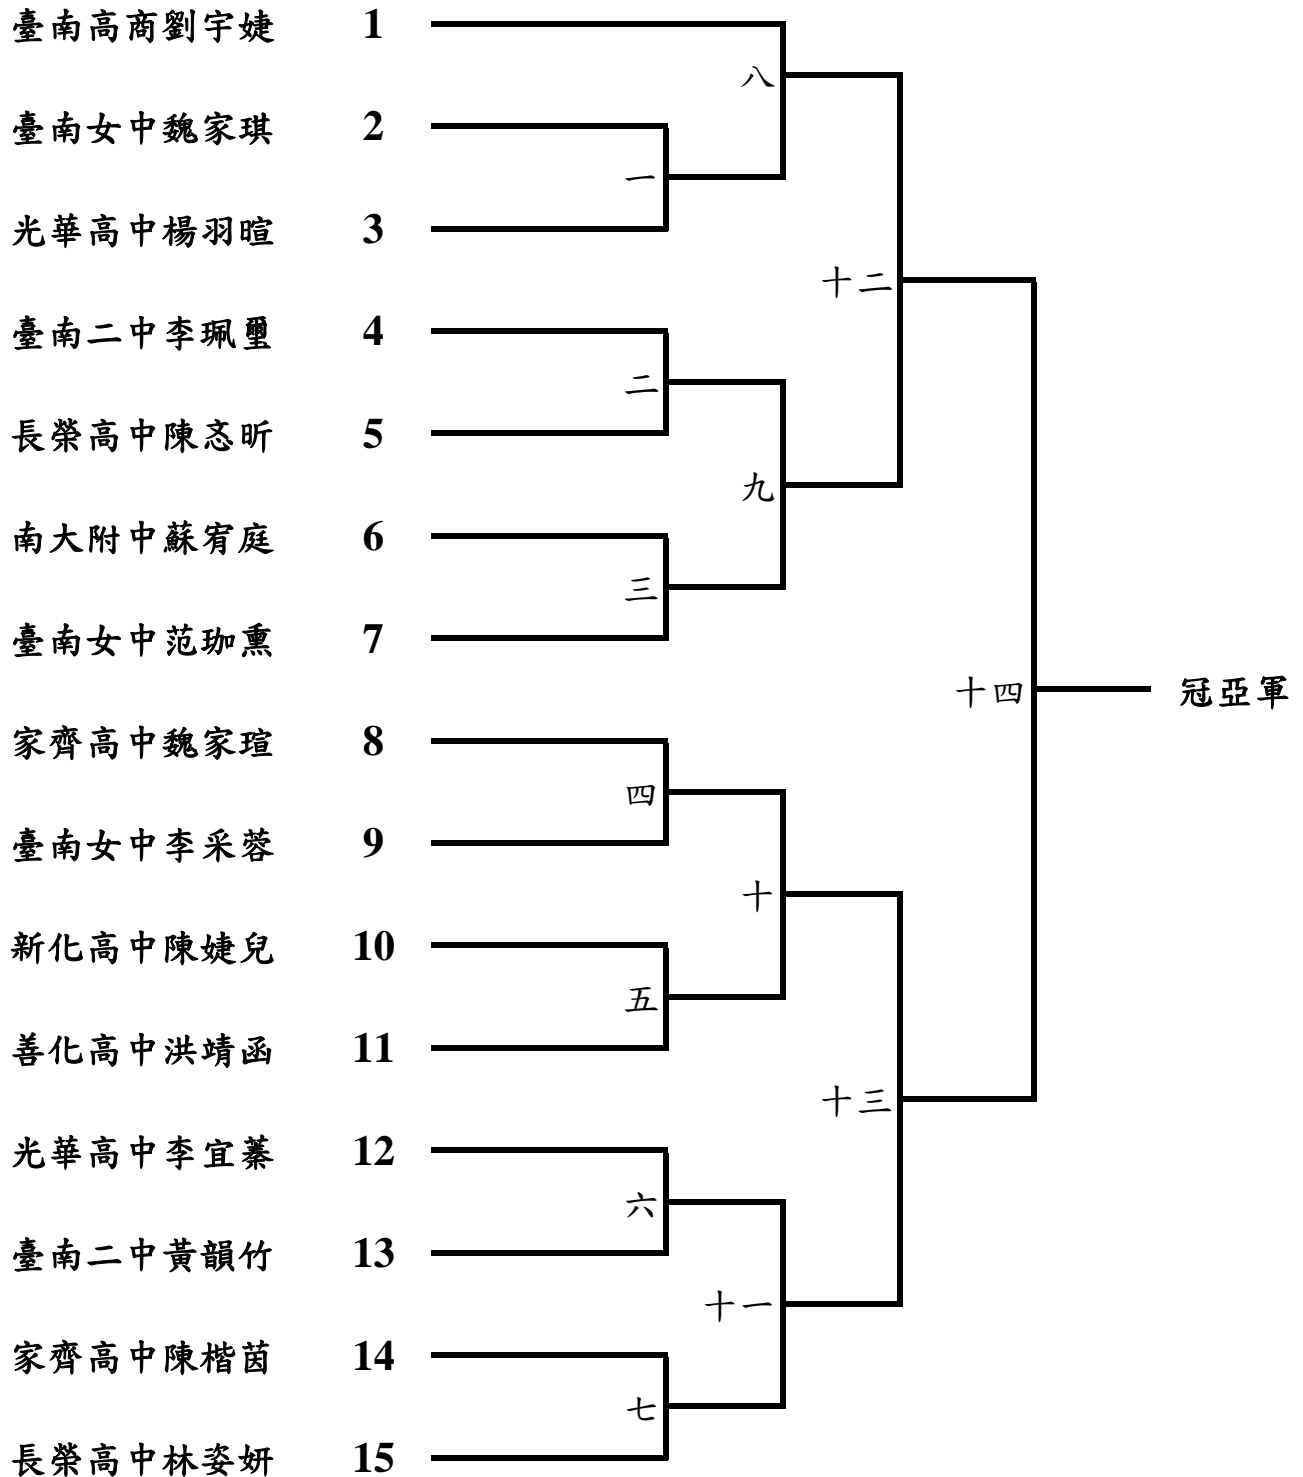 臺南高商劉宇婕 1
八
臺南女中魏家琪 2
一
光華高中楊羽暄 3
十二
臺南二中李珮璽 4
二
長榮高中陳忞昕 5
九
南大附中蘇宥庭 6
三
臺南女中范珈熏 7
十四 冠亞軍
家齊高中魏家瑄 8
四
臺南女中李采蓉 9
十
新化高中陳婕兒 10
五
善化高中洪靖函 11
十三
光華高中李宜蓁 12
六
臺南二中黃韻竹 13
十一
家齊高中陳楷茵 14
七
長榮高中林姿妍 15